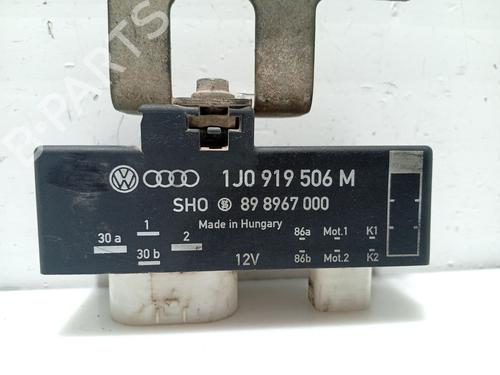 B-PARTS
1J0 919 506 M
SHO S 89 8967 000
Made in Hungary
1
30 a
2
30 b
12V
86a Mot.1 K1
86b Mot.2 K2